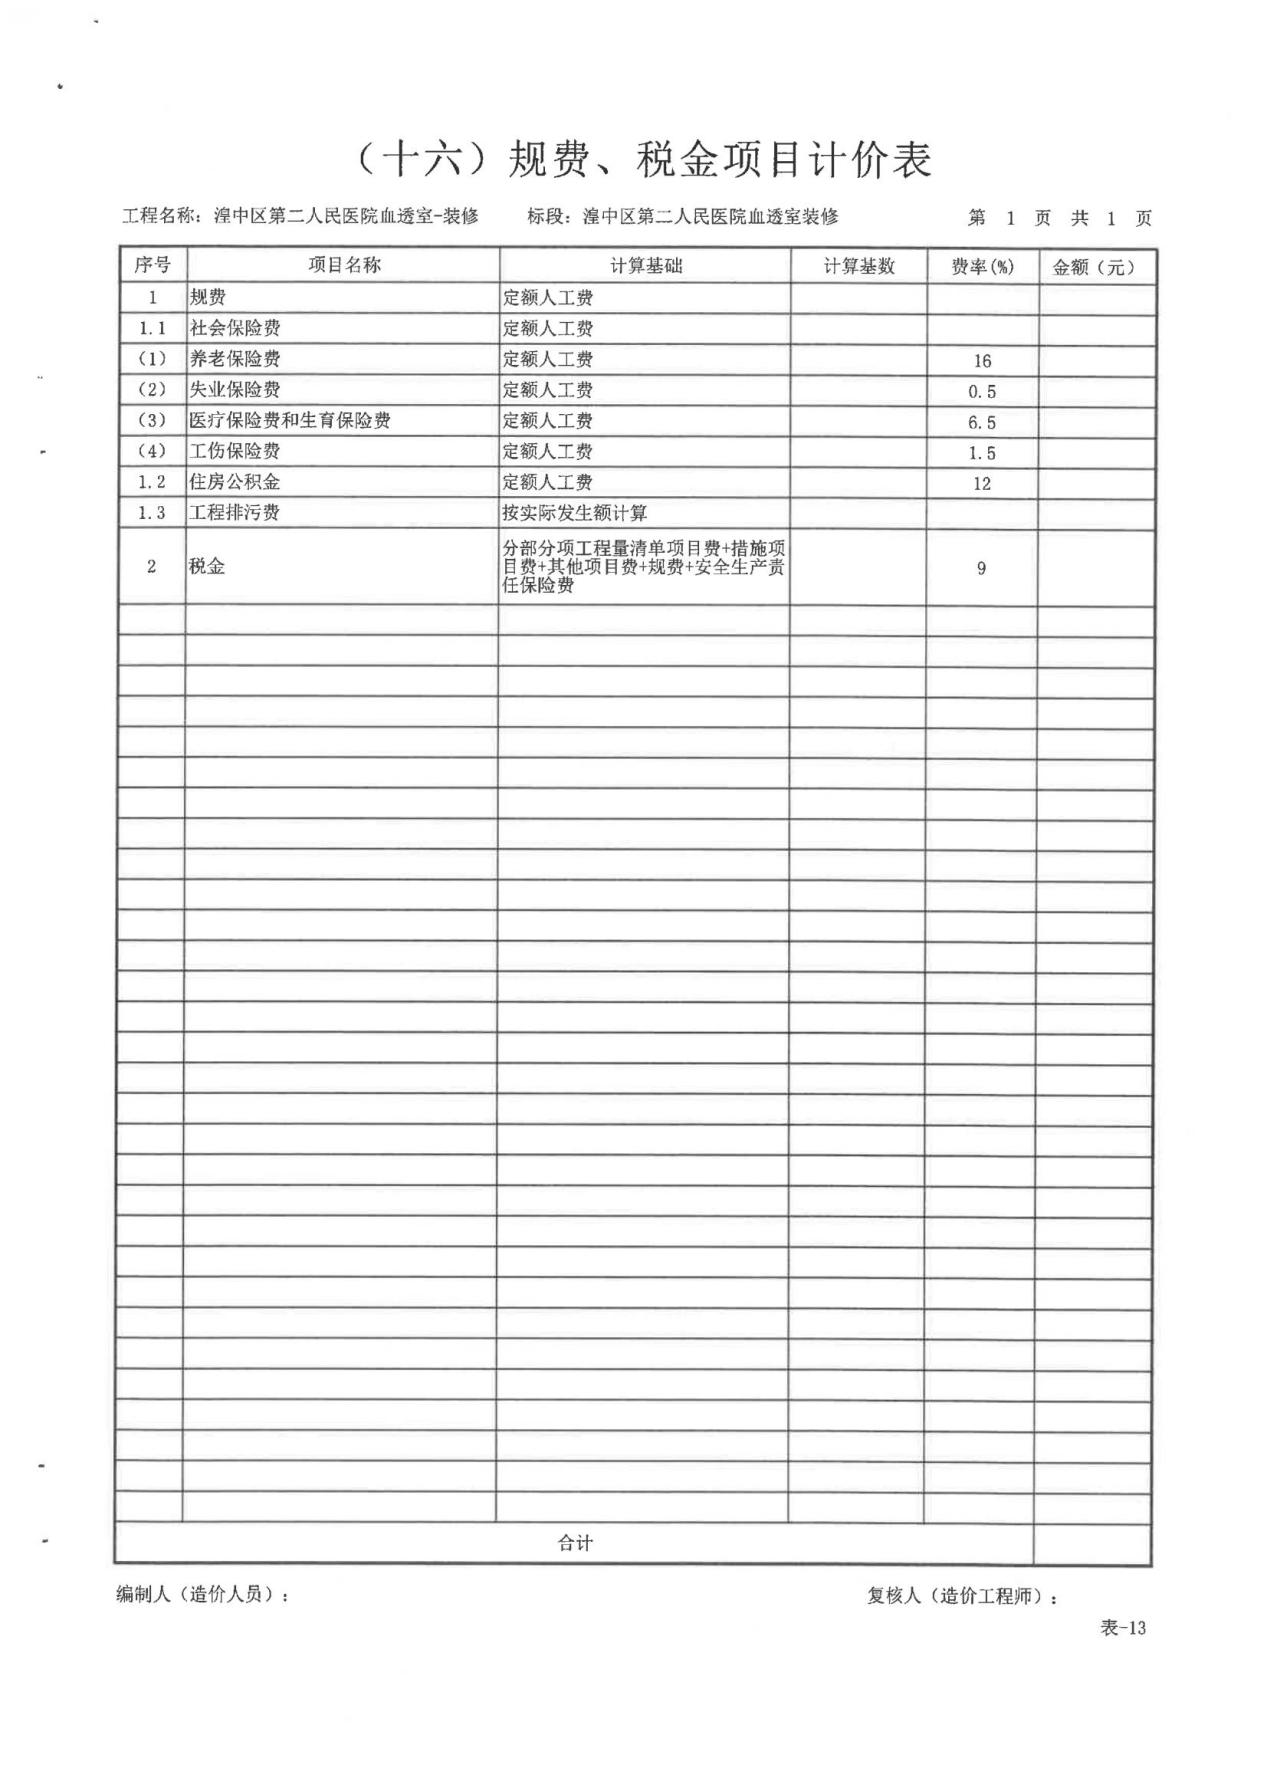 （十六）规费、税金项目计价表
工程名称：湟中区第二人民医院血透室-装修 标段：湟中区第二人民医院血透室装修 第 1 页 共 1 页
序号 项目名称 计算基础 计算基数 费率(%) 金额（元）
1 规费 定额人工费
1.1 社会保险费 定额人工费
（1） 养老保险费 定额人工费 16
（2） 失业保险费 定额人工费 0.5
（3） 医疗保险费和生育保险费 定额人工费 6.5
（4） 工伤保险费 定额人工费 1.5
1.2 住房公积金 定额人工费 12
1.3 工程排污费 按实际发生额计算
分部分项工程量清单项目费+措施项
2 税金 目费+其他项目费+规费+安全生产责 9
任保险费
合计
编制人（造价人员）： 复核人（造价工程师）：
表-13